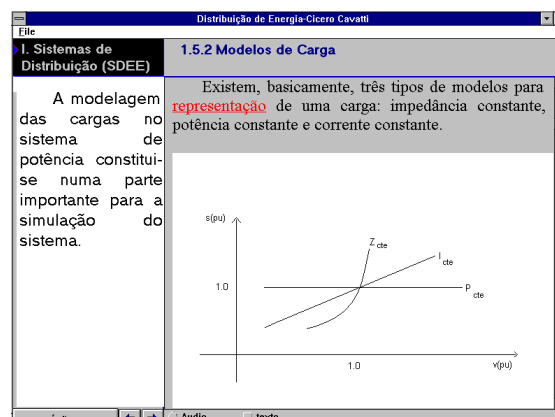 Distribuição de Energia-Cicero Cavatti
File
I. Sistemas de
Distribuição (SDEE)
1.5.2 Modelos de Carga
A modelagem
das cargas no
sistema de
potência constitui-
se numa parte
importante para a
simulação do
sistema.
Existem, basicamente, três tipos de modelos para
representação de uma carga: impedância constante,
potência constante e corrente constante.
s(pu)
Z cte
I cte
1.0
P cte
1.0
v(pu)
Audio
texto